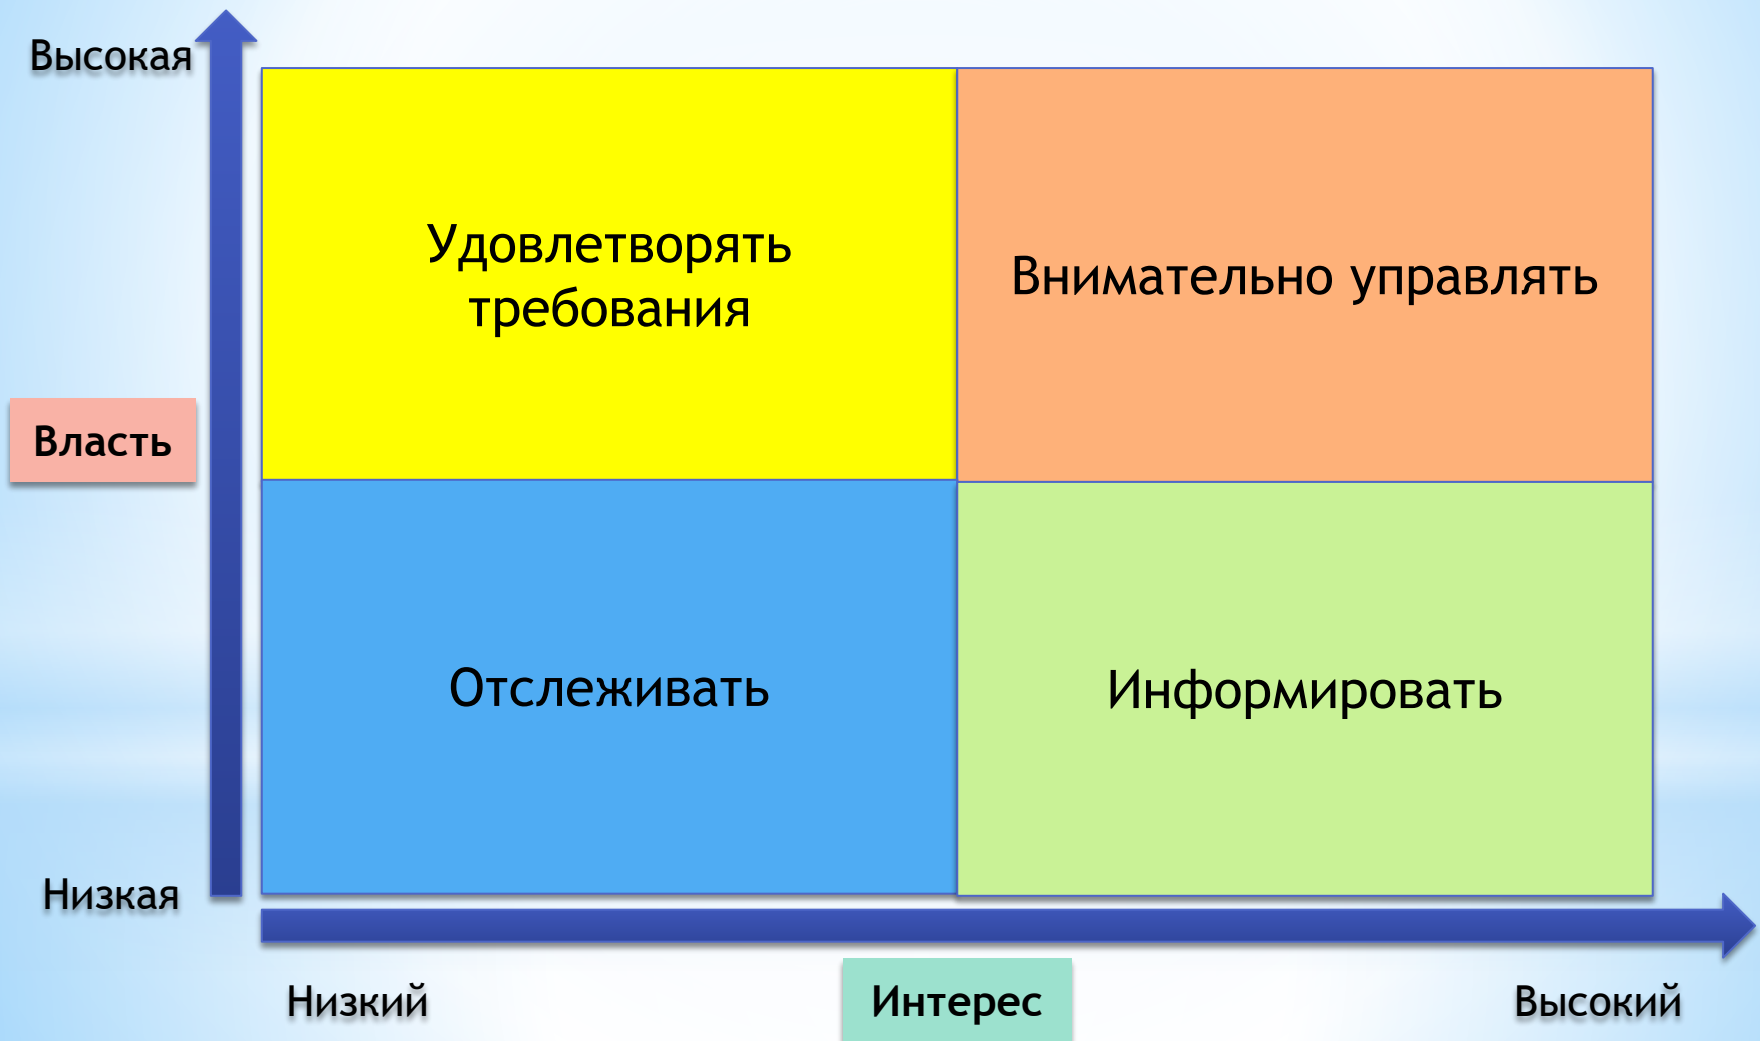 Высокая
Удовлетворять
требования
Внимательно управлять
Власть
Отслеживать
Информировать
Низкая
Низкий
Интерес
Высокий